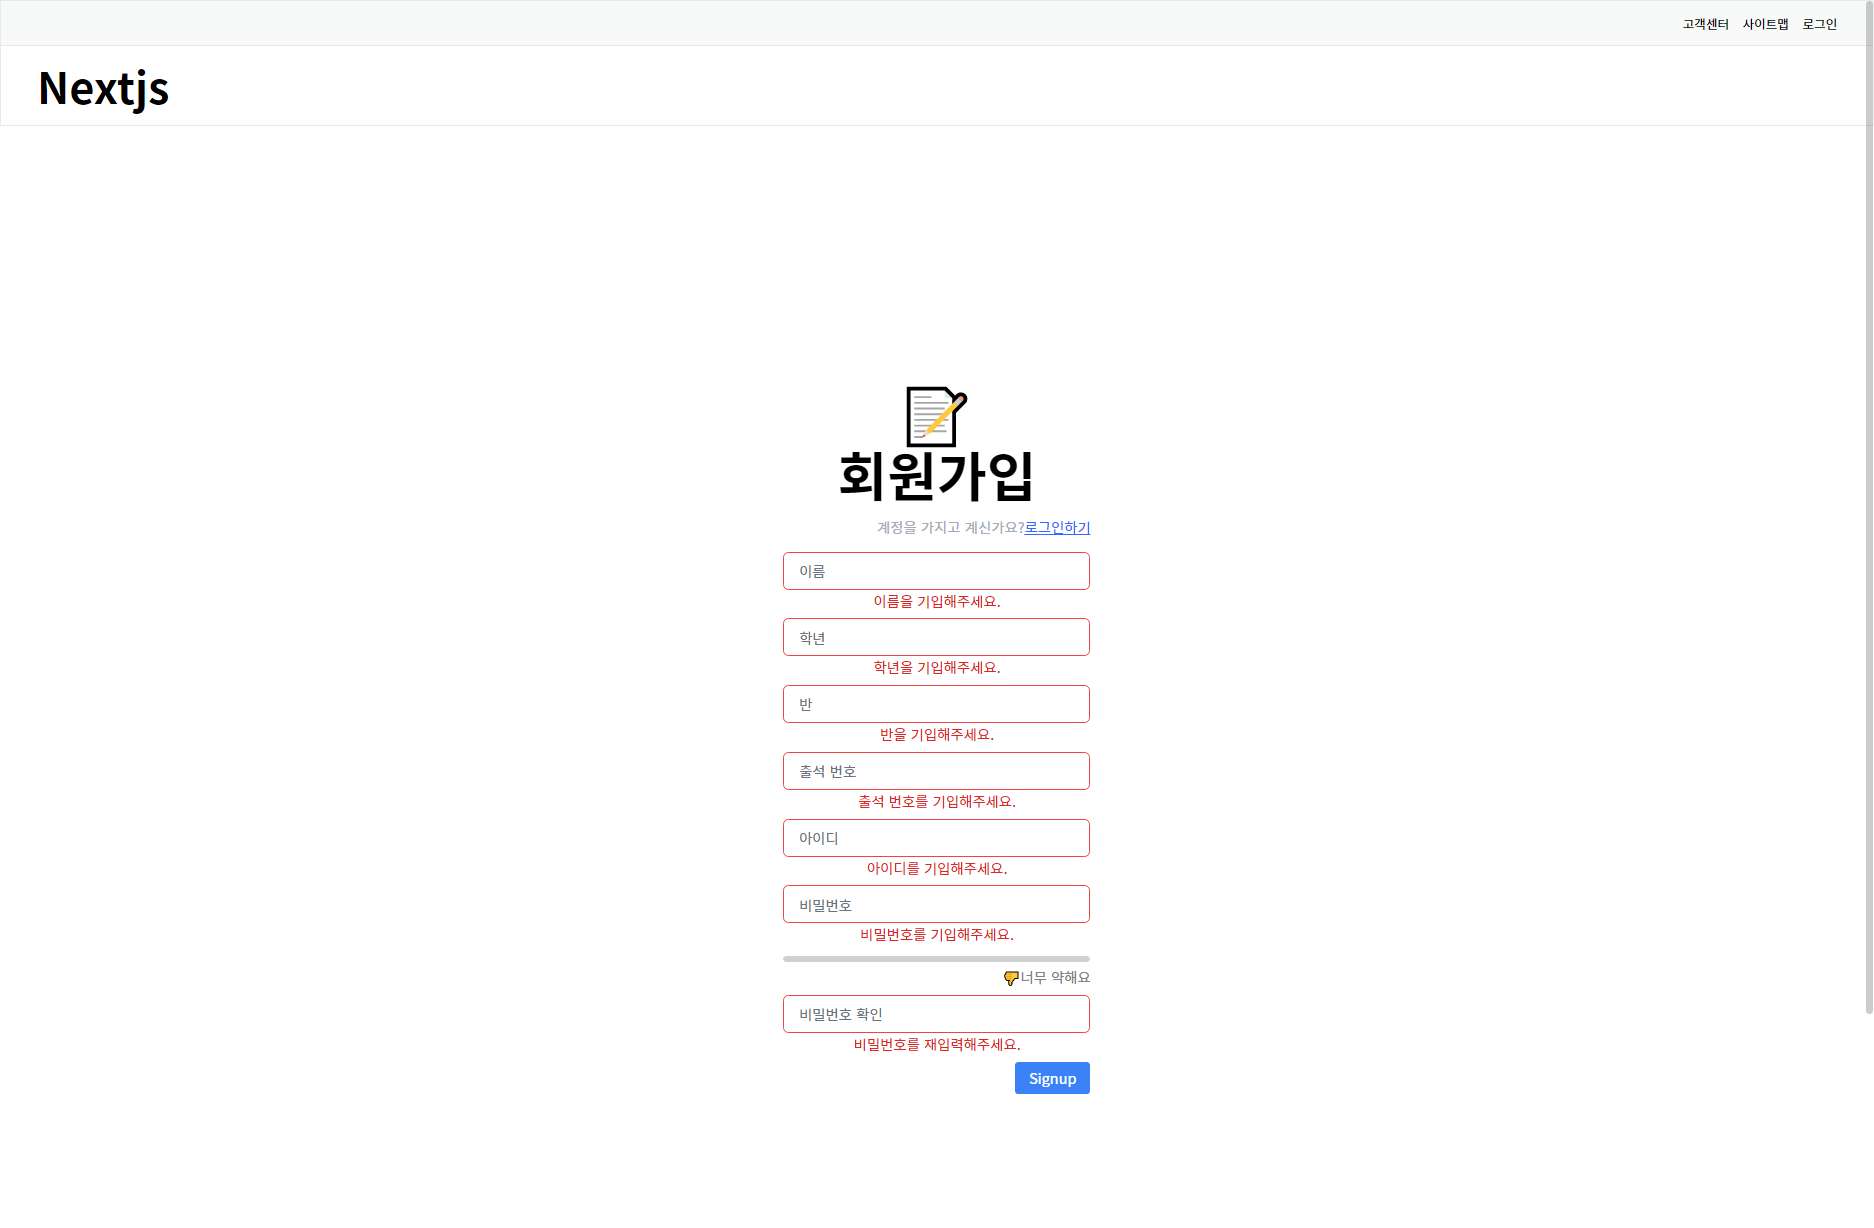 고객센터 사이트맵 로그인
Nextjs
회원가입
계정을 가지고 계신가요?로그인하기
이름
이름을 기입해주세요.
학년
학년을 기입해주세요.
반
반을 기입해주세요.
출석 번호
출석 번호를 기입해주세요.
아이디
아이디를 기입해주세요.
비밀번호
비밀번호를 기입해주세요.
👎너무 약해요
비밀번호 확인
비밀번호를 재입력해주세요.
Signup